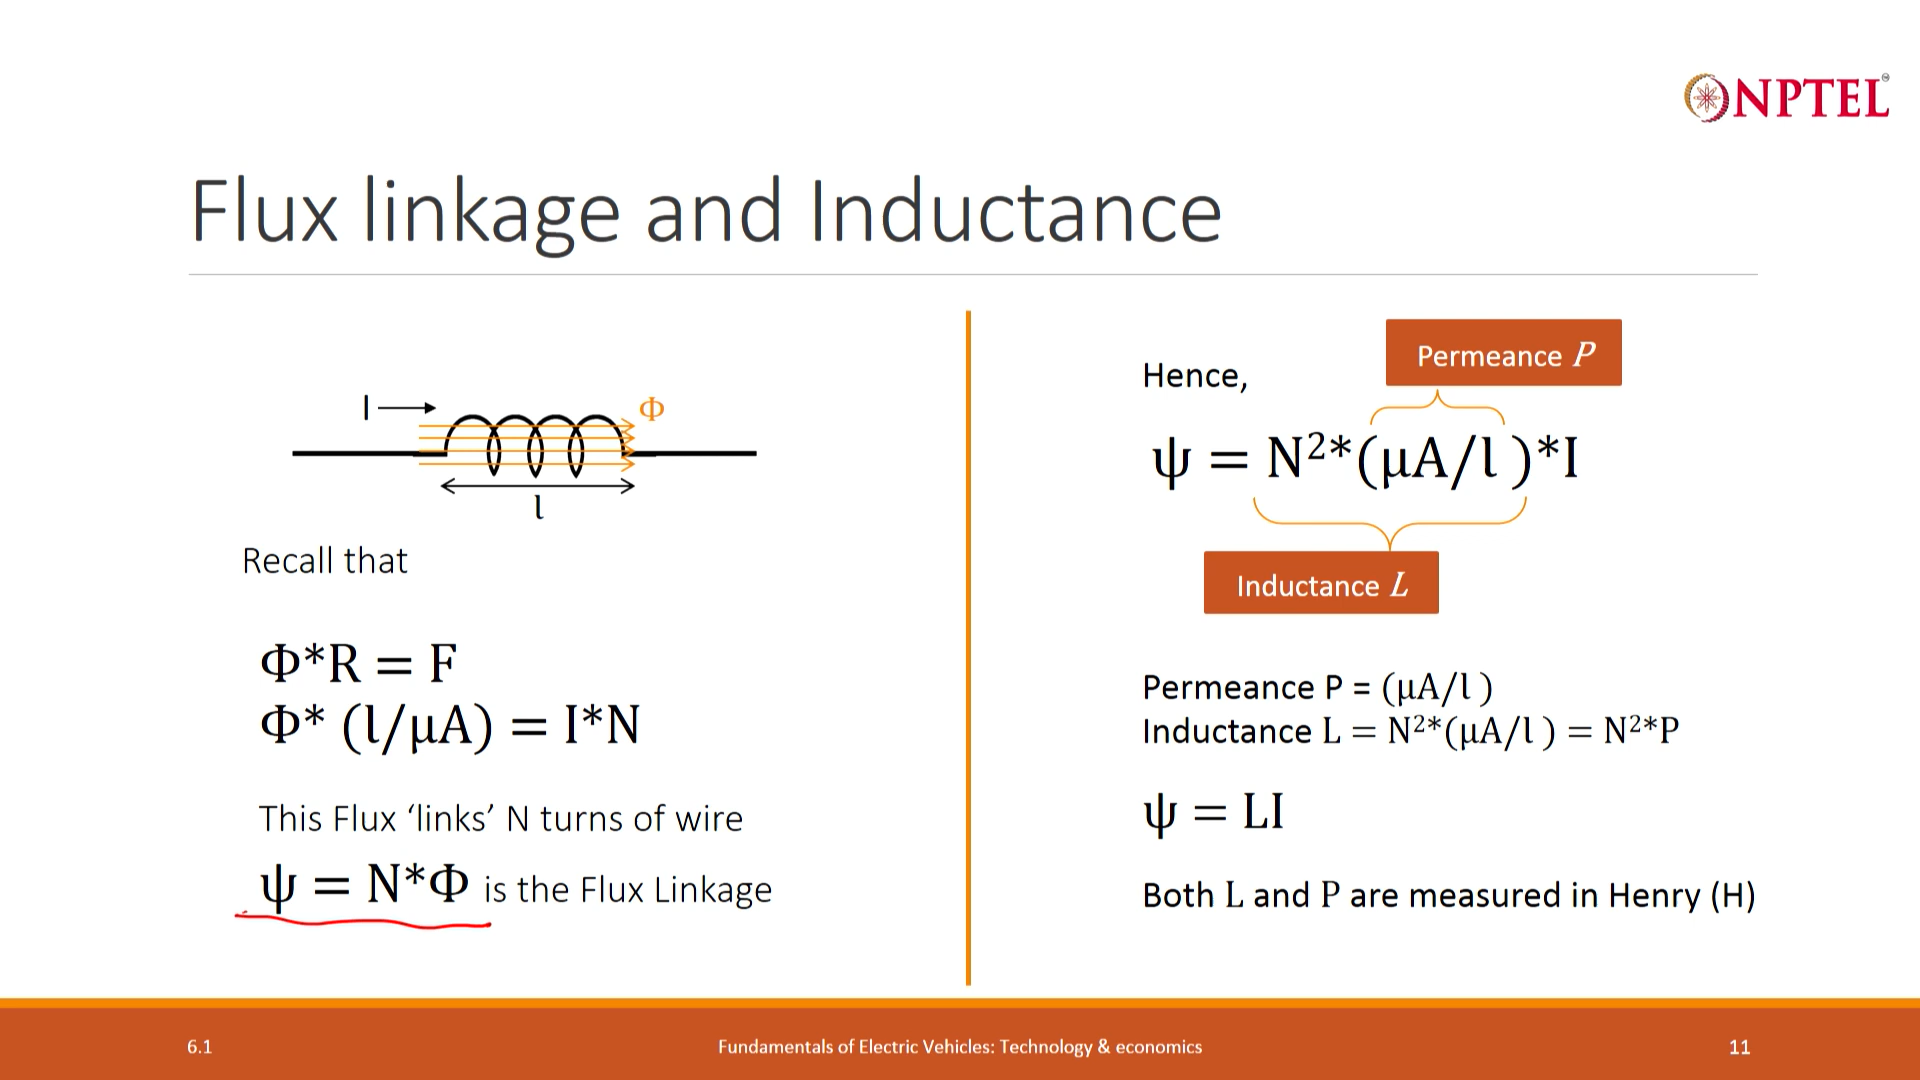 NPTEL
Flux linkage and Inductance
I
Φ
l
Recall that
Φ*R = F
Φ* (l/μA) = I*N
This Flux ‘links’ N turns of wire
ψ = N*Φ is the Flux Linkage
Permeance P
Hence,
ψ = N²*(μA/l )*I
Inductance L
Permeance P = (μA/l )
Inductance L = N²*(μA/l ) = N²*P
ψ = LI
Both L and P are measured in Henry (H)
6.1
Fundamentals of Electric Vehicles: Technology & economics
11